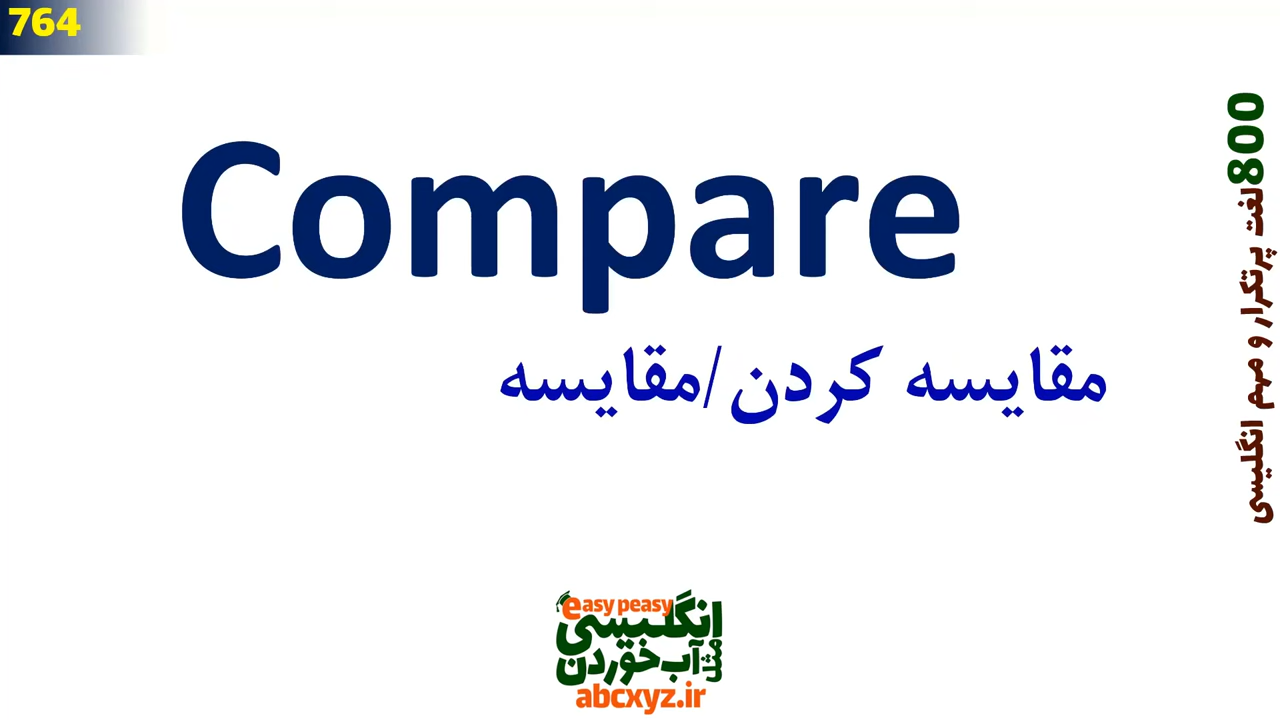 764
Compare
مقایسه کردن/مقایسه
800 لغت پرتکرار و مهم انگلیسی
easy peasy
انگلیسی
مثل آب خوردن
abcxyz.ir